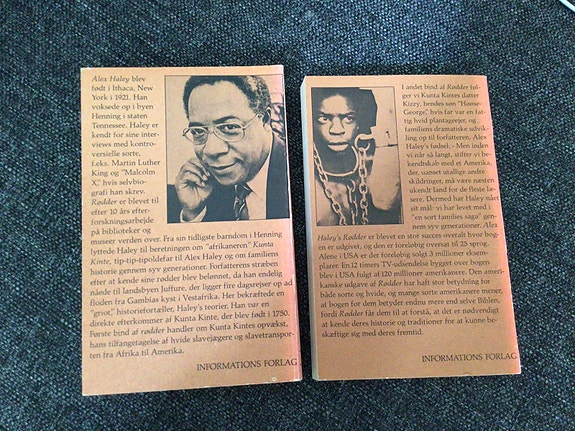 Alex Haley blev
født i Ithaca,
New York
i 1921. Han
voksede op i byen
Henning i staten
Tennessee. Haley er
kendt for sine inter-
views med kontro-
versielle sorte,
f.eks. Martin Luther
King og "Malcolm
X," hvis selvbio-
grafi han skrev.
Rødder er blevet til
efter 10 års efter-
forskningsarbejde
på biblioteker og
museer verden over. Fra sin tidligste barndom i Henning
lyttede Haley til beretningen om "afrikaneren" Kunta
Kinte, tip-tip-tipoldefar til Alex Haley og om familiens
historie gennem syv generationer. Forfatterens stræben
efter at kende sine rødder blev belønnet, da han endelig
nåede til landsbyen Juffure, der ligger fire dagsrejser op ad
floden fra Gambias kyst i Vestafrika. Her bekræftede en
"griot," historiefortæller, Haley's teorier. Han var en
direkte efterkommer af Kunta Kinte, der blev født i 1750.
Første bind af rødder handler om Kunta Kintes opvækst,
hans tilfangetagelse af hvide slavejægere og slavetranspor-
ten fra Afrika til Amerika.
INFORMATIONS FORLAG
I andet bind af Rødder føl-
ger vi Kunta Kintes datter
Kizzy, hendes søn "Hanse-
George," hvis far var en fat-
tig hvid plantageejer, og
familiens dramatiske udvik-
ling op til forfatteren, Alex
Haley's fødsel. - Men inden
vi når så langt, stifter vi be-
kendtskab med et Amerika,
der, uanset utallige andre
skildringer, må være næsten
ukendt land for de fleste læ-
sere. Dermed har Haley nået
sit mål: vi har levet med i
"en sort families saga" gen-
nem syv generationer. Alex
Haley's Rødder er blevet en stor succes overalt hvor bog-
en er udgivet, og den er foreløbig oversat til 25 sprog.
Alene i USA er der foreløbig solgt 3 millioner eksem-
plarer. En 12 timers TV-udsendelse bygget over bogen
blev i USA fulgt af 120 millioner amerikanere. Den ameri-
kanske udgave af Rødder har haft stor betydning for
både sorte og hvide, og mange sorte amerikanere mener,
at bogen for dem betyder endnu mere end selve Biblen,
fordi Rødder får dem til at forstå, at det er nødvendigt
at kende deres historie og traditioner for at kunne be-
skæftige sig med deres fremtid.
INFORMATIONS FORLAG